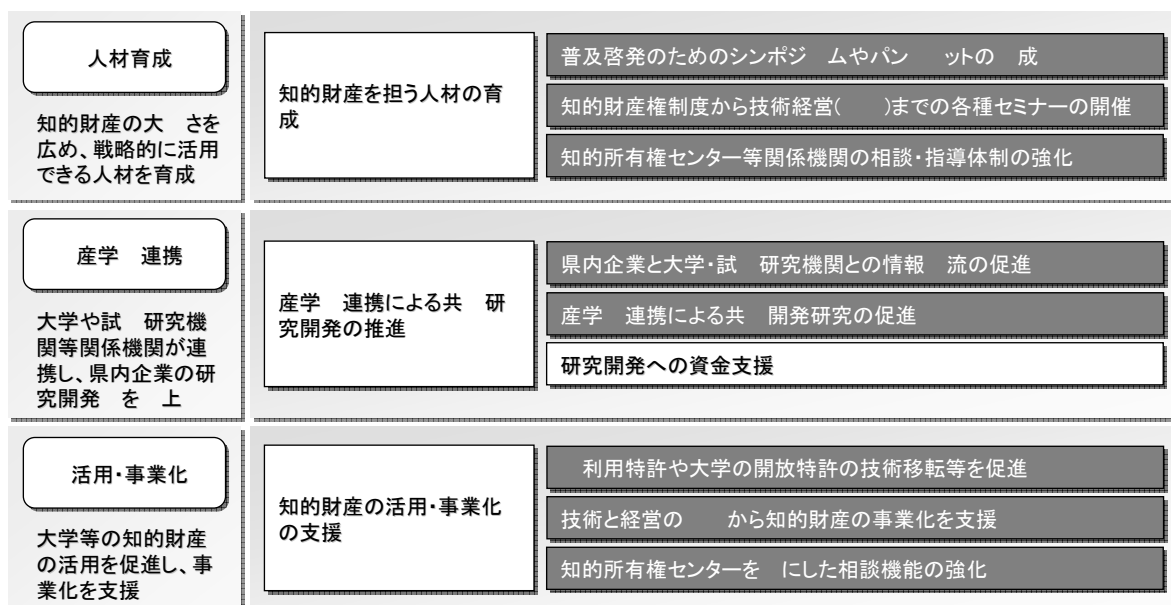 人材育成
知的財産の大　さを
広め、戦略的に活用
できる人材を育成
知的財産を担う人材の育
成
普及啓発のためのシンポジ　ムやパン　　ットの　成
知的財産権制度から技術経営(　　)までの各種セミナーの開催
知的所有権センター等関係機関の相談・指導体制の強化
産学　連携
大学や試　研究機
関等関係機関が連
携し、県内企業の研
究開発　を　上
産学　連携による共　研
究開発の推進
県内企業と大学・試　研究機関との情報　流の促進
産学　連携による共　開発研究の促進
研究開発への資金支援
活用・事業化
大学等の知的財産
の活用を促進し、事
業化を支援
知的財産の活用・事業化
の支援
　利用特許や大学の開放特許の技術移転等を促進
技術と経営の　　から知的財産の事業化を支援
知的所有権センターを　にした相談機能の強化